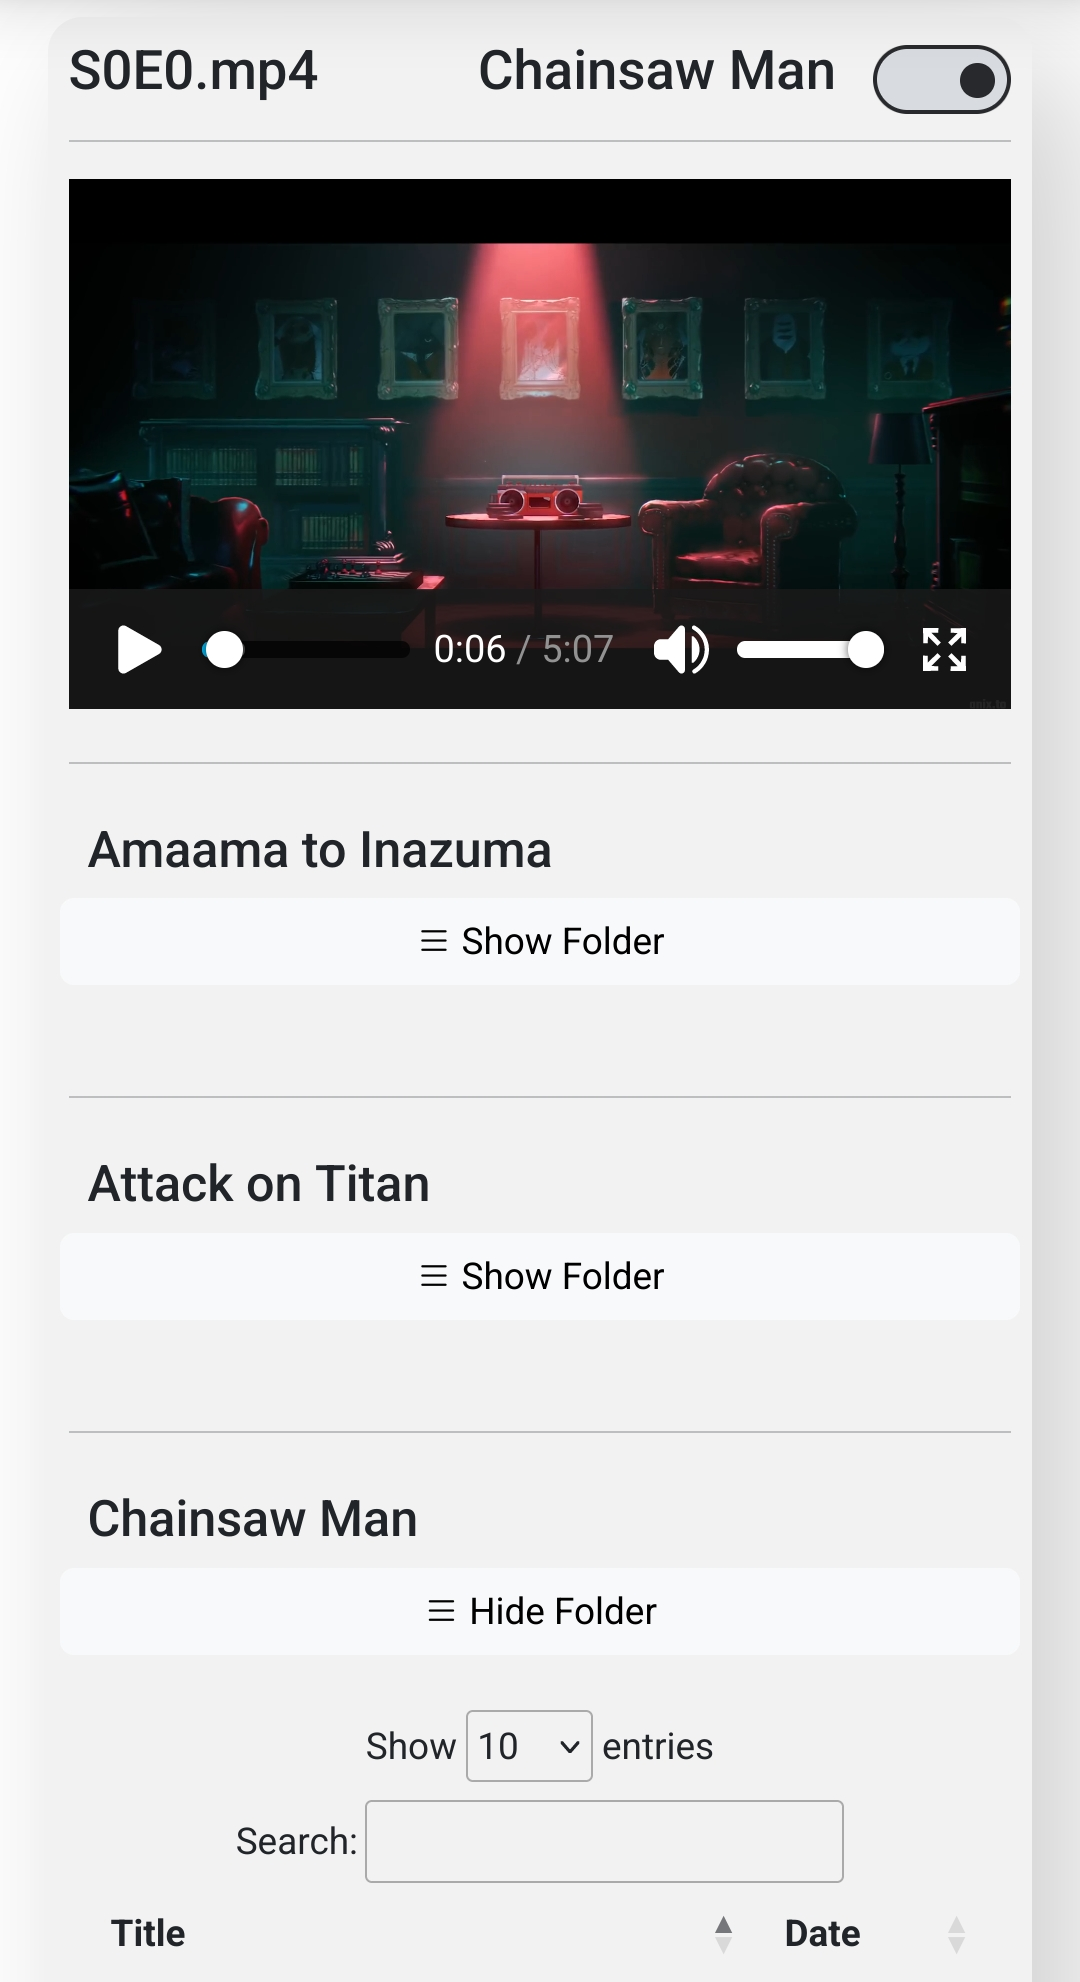 S0E0.mp4 Chainsaw Man
0:06 / 5:07
Amaama to Inazuma
Show Folder
Attack on Titan
Show Folder
Chainsaw Man
Hide Folder
Show 10 entries
Search:
Title Date